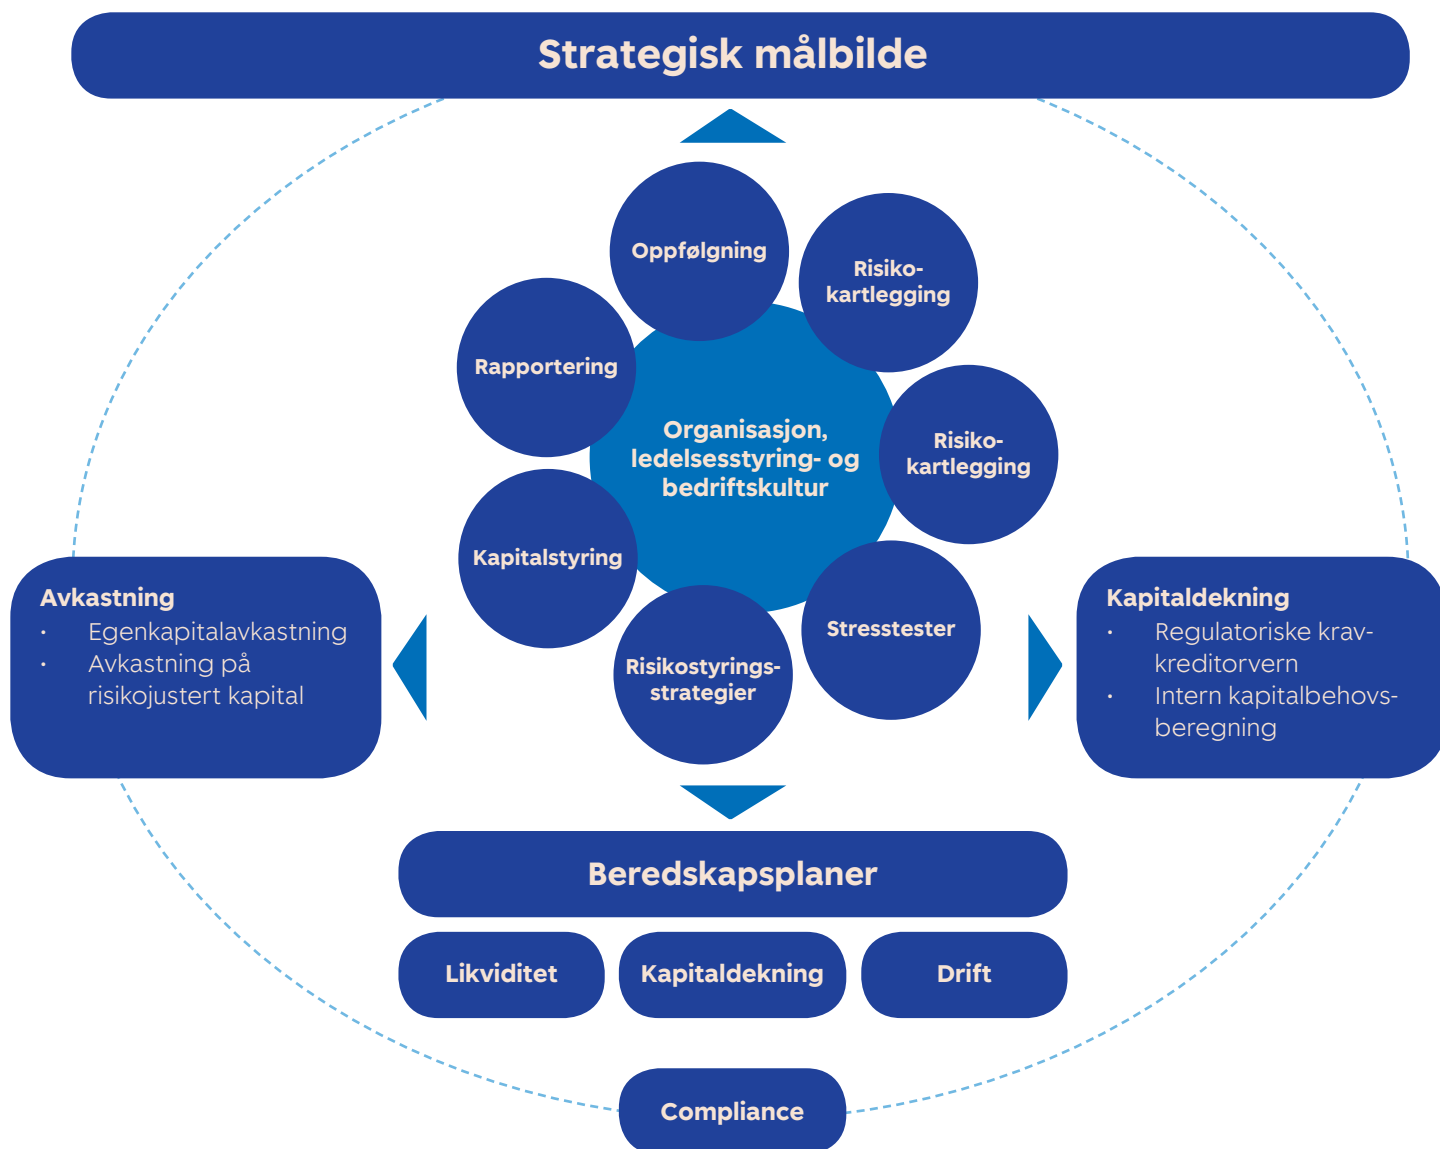 Strategisk målbilde
Oppfølgning
Risiko-
kartlegging
Rapportering
Organisasjon,
ledelsesstyring- og
bedriftskultur
Risiko-
kartlegging
Kapitalstyring
Stresstester
Risikostyrings-
strategier
Avkastning
· Egenkapitalavkastning
· Avkastning på
risikojustert kapital
Kapitaldekning
· Regulatoriske krav-
kreditorvern
· Intern kapitalbehovs-
beregning
Beredskapsplaner
Likviditet
Kapitaldekning
Drift
Compliance